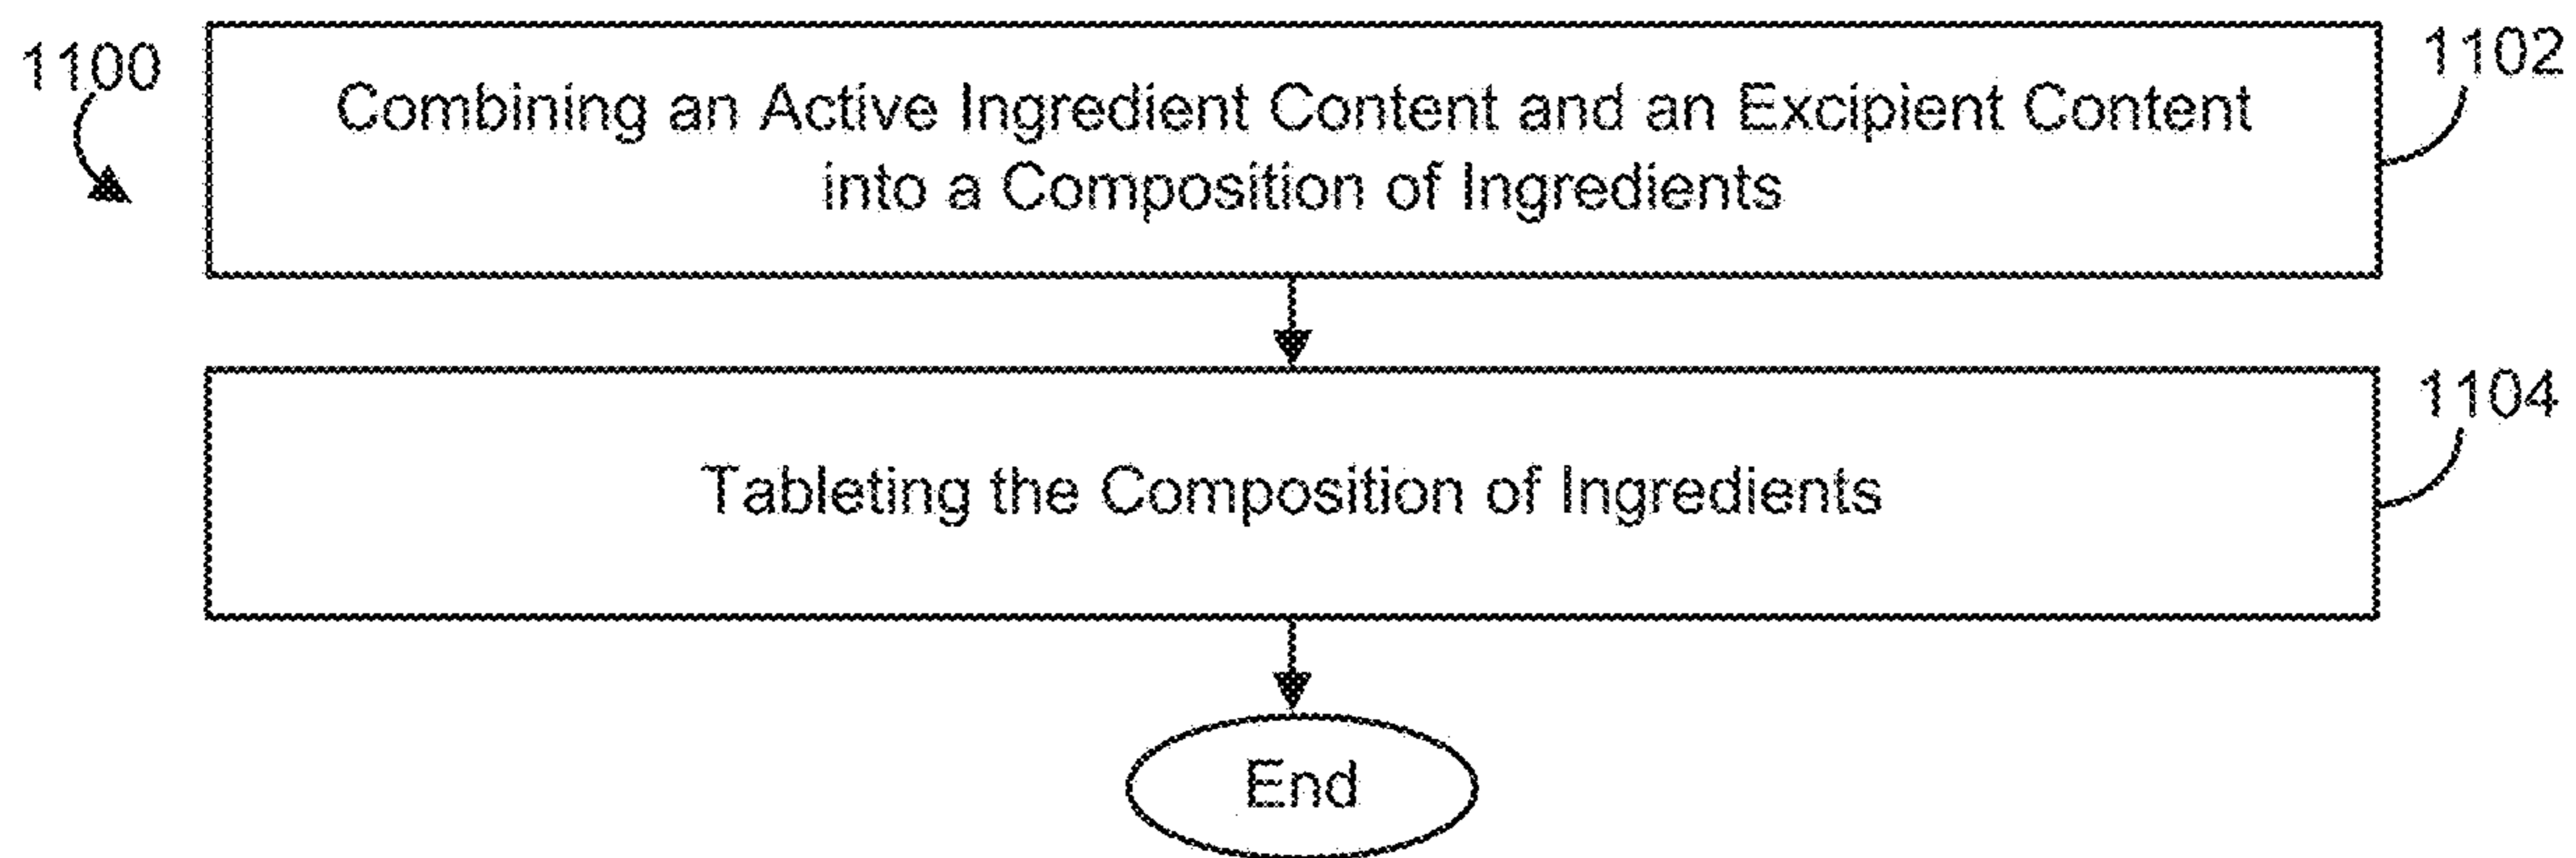 1100
Combining an Active Ingredient Content and an Excipient Content
into a Composition of Ingredients
1102
Tableting the Composition of Ingredients
1104
End